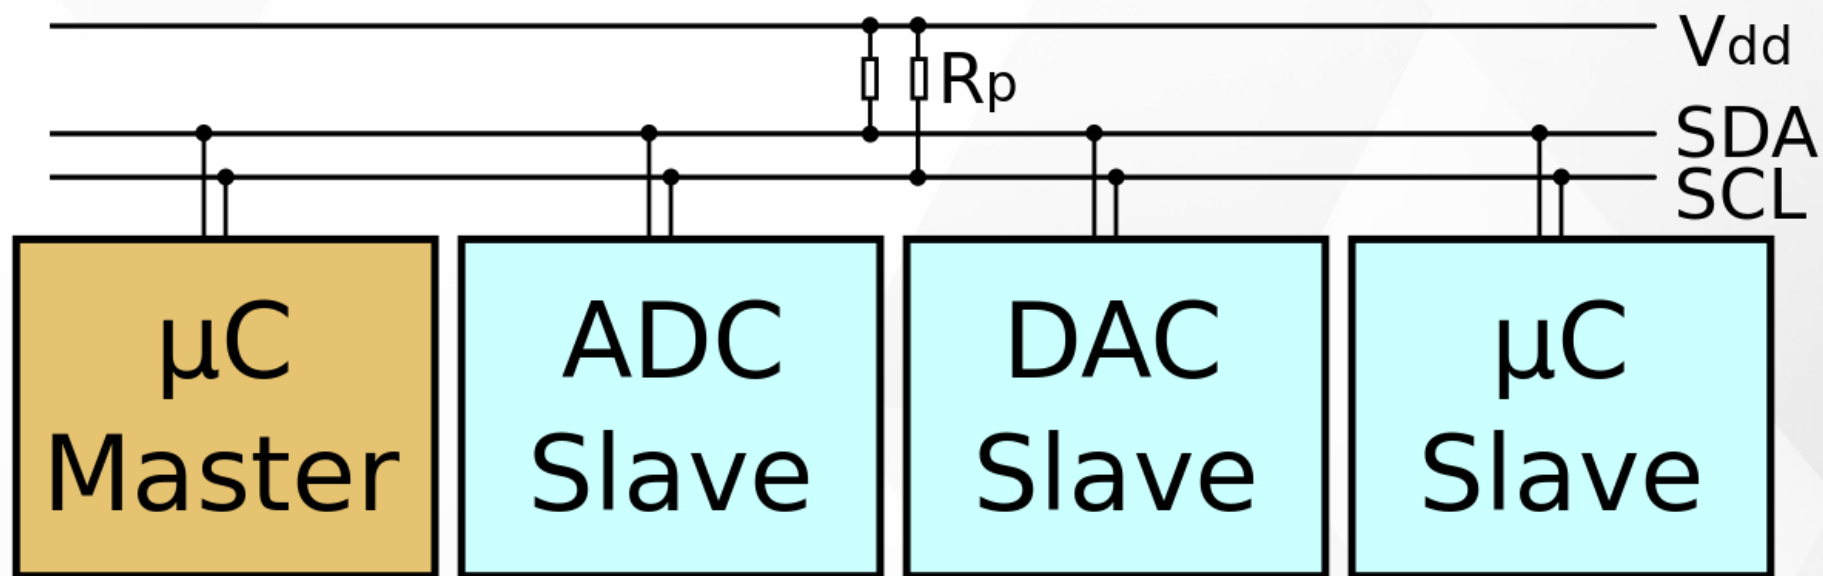 Vdd
Rp
SDA
SCL
µC
Master
ADC
Slave
DAC
Slave
µC
Slave